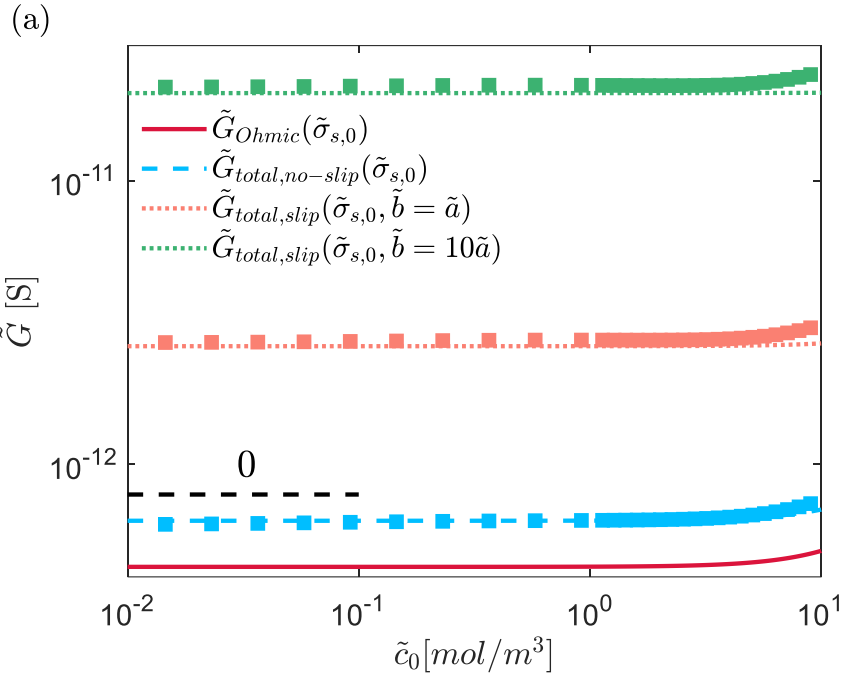 (a)
G̃_{Ohmic}(σ̃_{s,0})
G̃_{total,no−slip}(σ̃_{s,0})
G̃_{total,slip}(σ̃_{s,0}, b̃ = ã)
G̃_{total,slip}(σ̃_{s,0}, b̃ = 10ã)
10^{-11}
10^{-12}
G̃ [S]
0
10^{-2} 10^{-1} 10^{0} 10^{1}
c̃_0[mol/m^3]